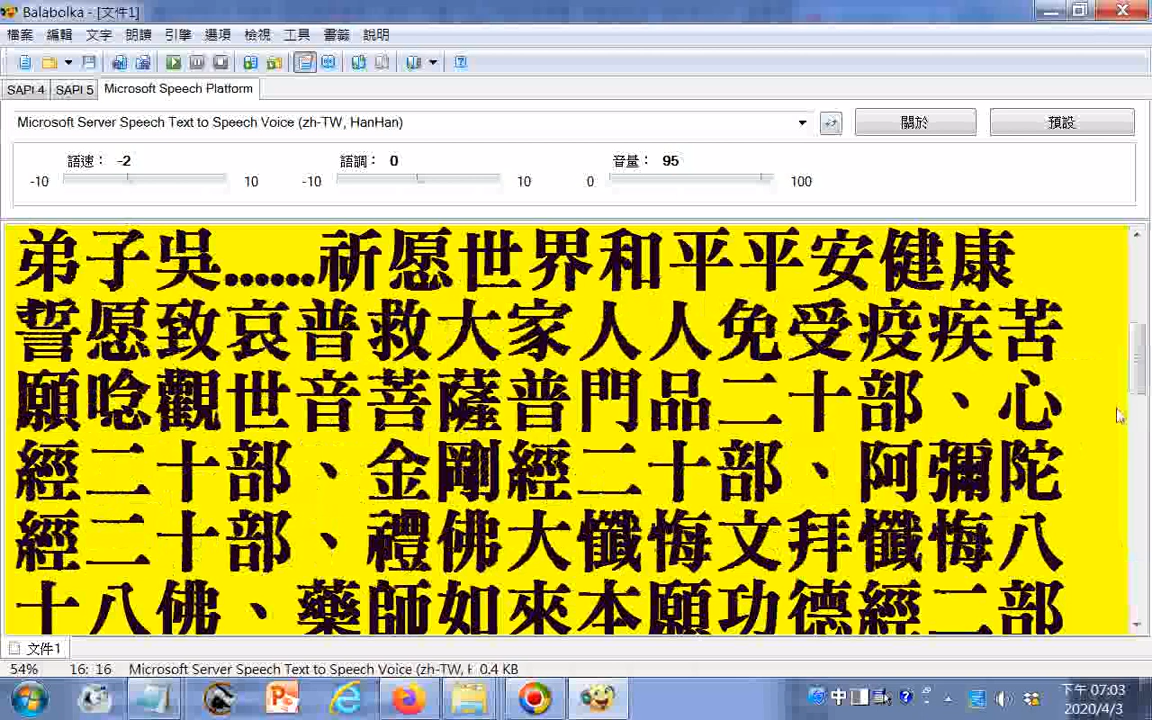 Balabolka - [文件1]
檔案 編輯 文字 朗讀 引擎 選項 檢視 工具 書籤 說明
SAPI 4 SAPI 5 Microsoft Speech Platform
Microsoft Server Speech Text to Speech Voice (zh-TW, HanHan) 關於 預設
語速： -2 語調： 0 音量： 95
-10 10 -10 10 0 100
弟子吳......祈愿世界和平平安健康
誓愿致哀普救大家人人免受疫疾苦
願唸觀世音菩薩普門品二十部、心
經二十部、金剛經二十部、阿彌陀
經二十部、禮佛大懺悔文拜懺悔八
十八佛、藥師如來本願功德經二部
文件1
54% 16: 16 Microsoft Server Speech Text to Speech Voice (zh-TW, H 0.4 KB
中 下午 07:03
2020/4/3